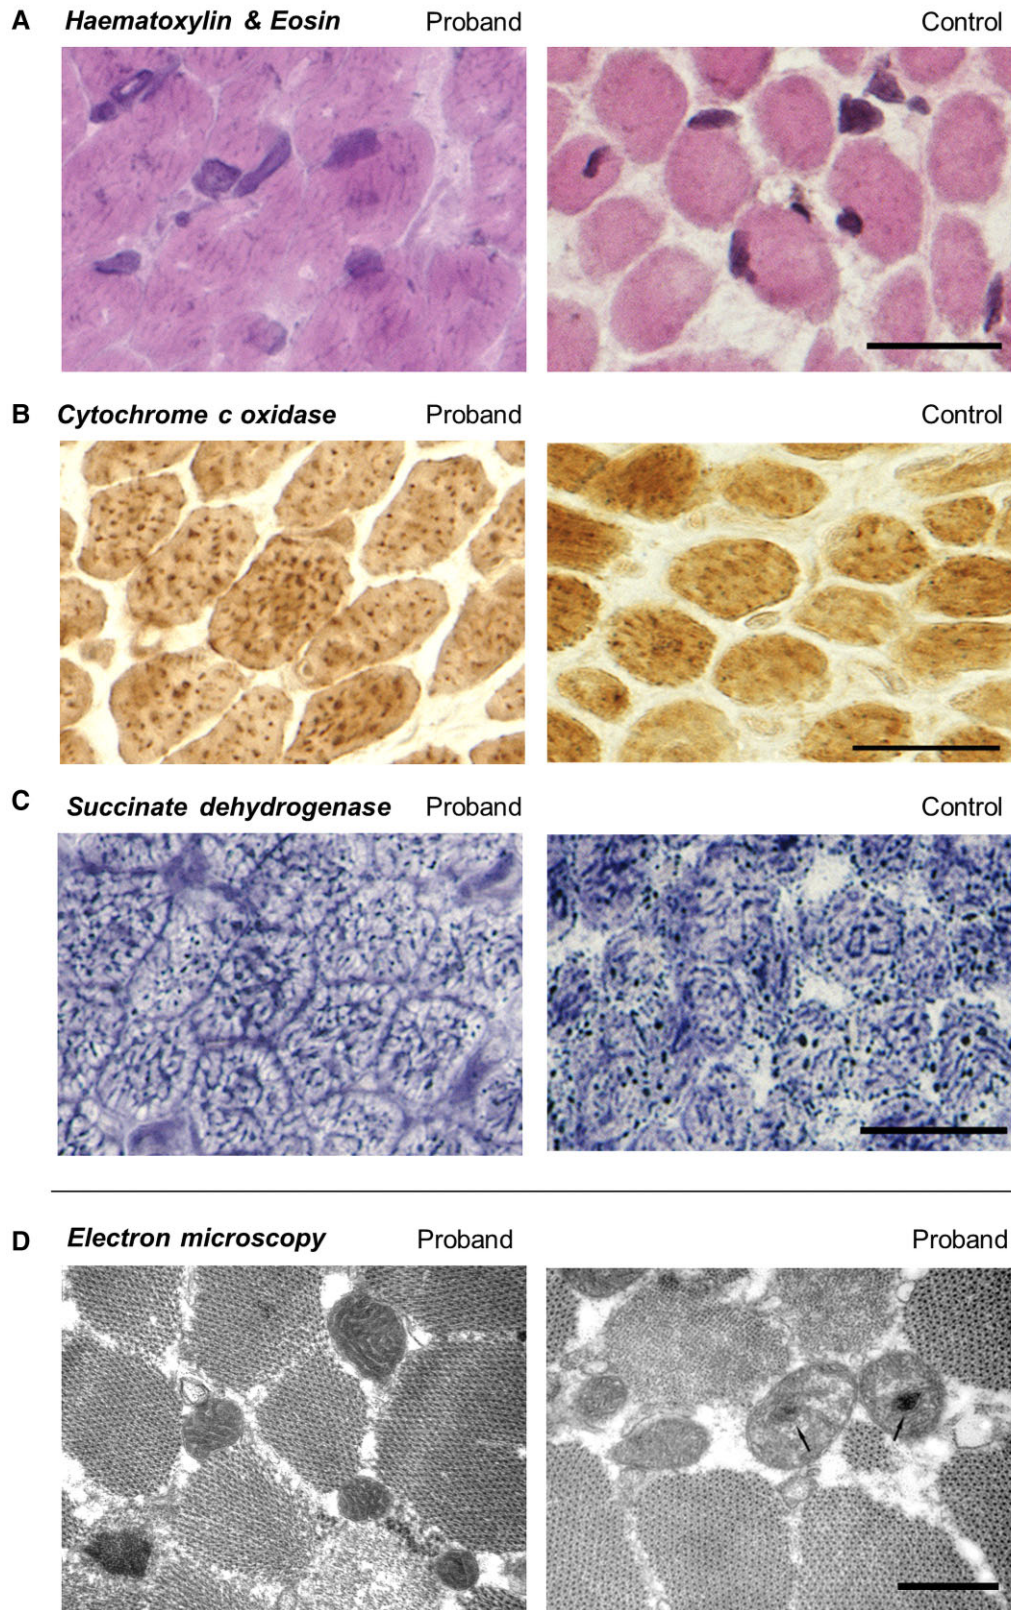 A Haematoxylin & Eosin Proband Control
B Cytochrome c oxidase Proband Control
C Succinate dehydrogenase Proband Control
D Electron microscopy Proband Proband